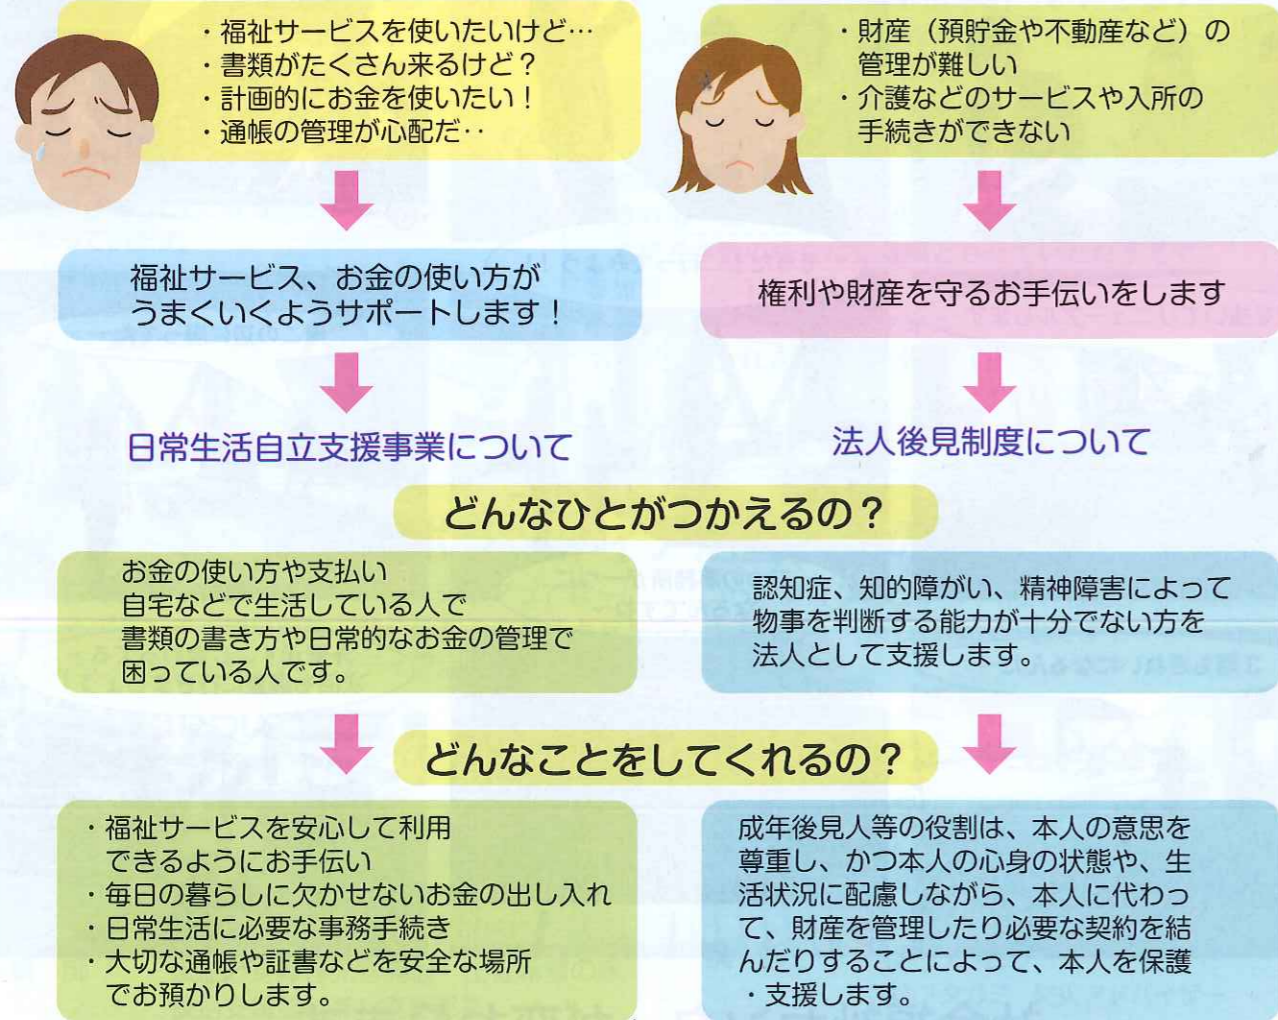 ・福祉サービスを使いたいけど…
・書類がたくさん来るけど？
・計画的にお金を使いたい！
・通帳の管理が心配だ‥
・財産（預貯金や不動産など）の
管理が難しい
・介護などのサービスや入所の
手続きができない
福祉サービス、お金の使い方が
うまくいくようサポートします！
権利や財産を守るお手伝いをします
日常生活自立支援事業について
法人後見制度について
どんなひとがつかえるの？
お金の使い方や支払い
自宅などで生活している人で
書類の書き方や日常的なお金の管理で
困っている人です。
認知症、知的障がい、精神障害によって
物事を判断する能力が十分でない方を
法人として支援します。
どんなことをしてくれるの？
・福祉サービスを安心して利用
できるようにお手伝い
・毎日の暮らしに欠かせないお金の出し入れ
・日常生活に必要な事務手続き
・大切な通帳や証書などを安全な場所
でお預かりします。
成年後見人等の役割は、本人の意思を
尊重し、かつ本人の心身の状態や、生
活状況に配慮しながら、本人に代わっ
て、財産を管理したり必要な契約を結
んだりすることによって、本人を保護
・支援します。